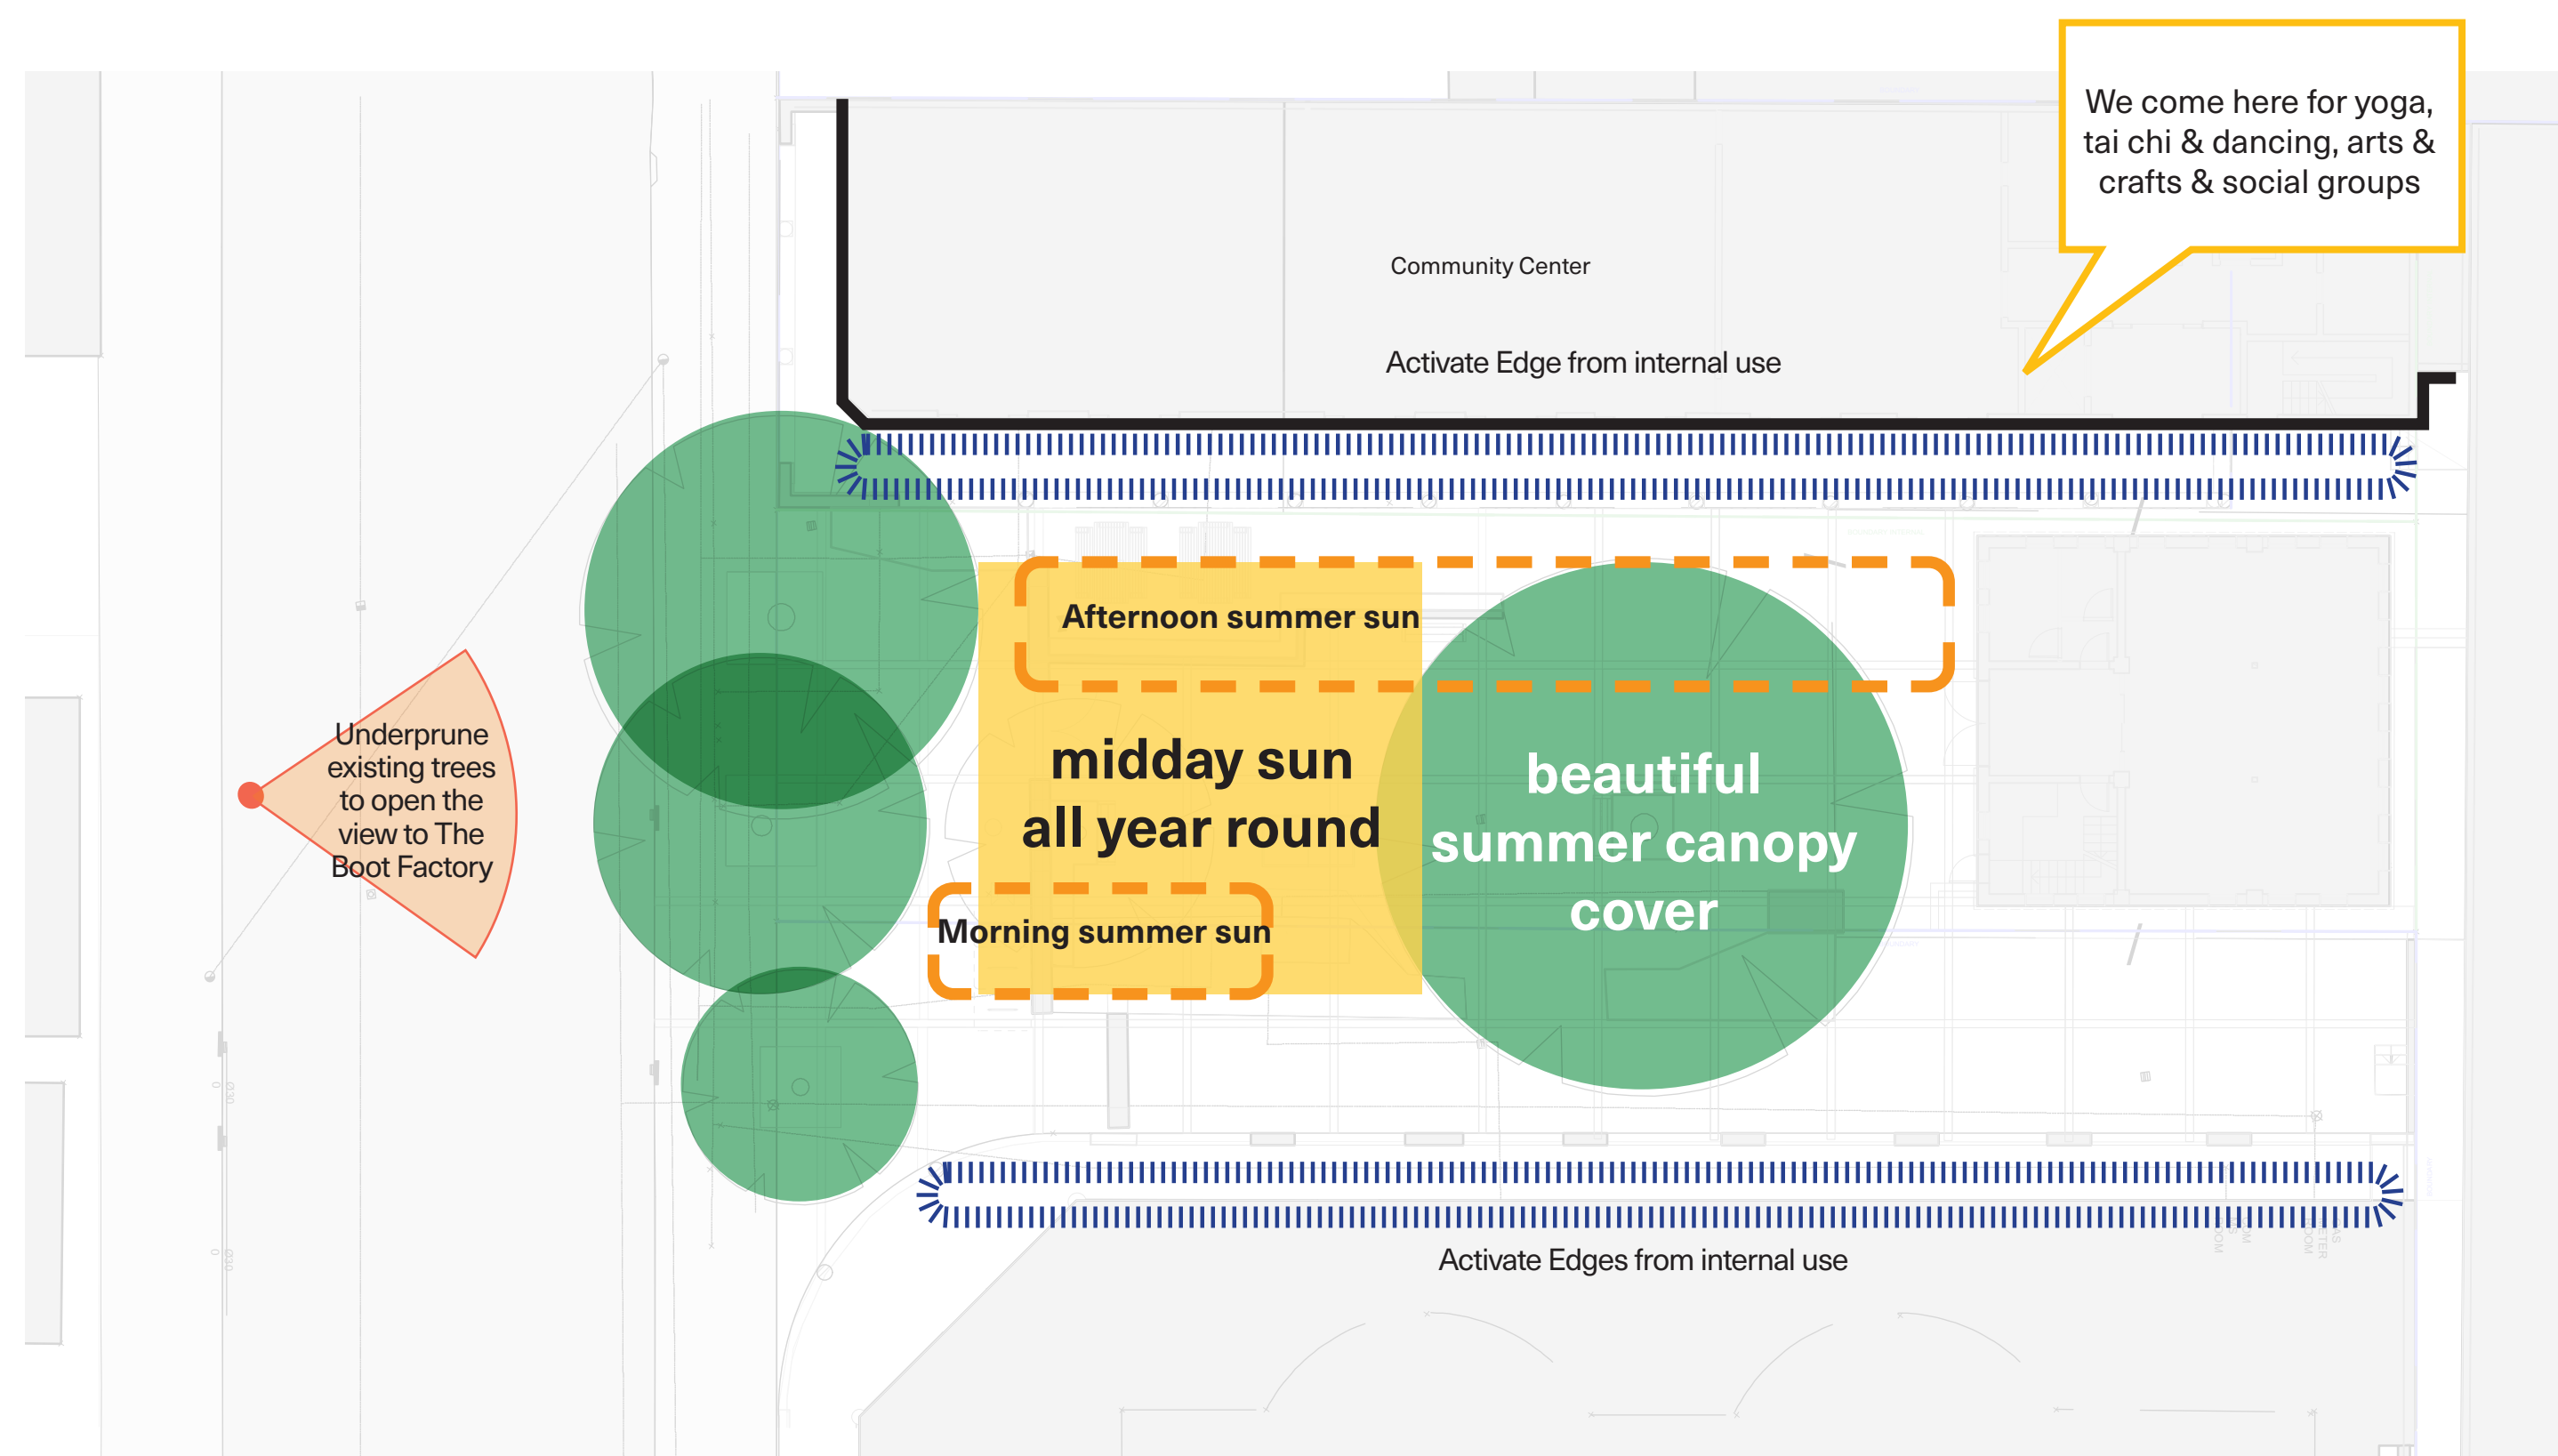 We come here for yoga,
tai chi & dancing, arts &
crafts & social groups
Community Center
Activate Edge from internal use
Afternoon summer sun
midday sun
all year round
Morning summer sun
beautiful
summer canopy
cover
Underprune
existing trees
to open the
view to The
Boot Factory
Activate Edges from internal use